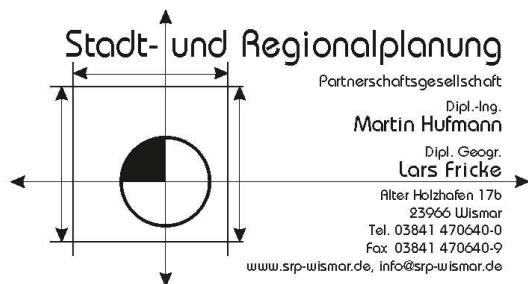 Stadt- und Regionalplanung
Partnerschaftsgesellschaft
Dipl.-Ing.
Martin Hufmann
Dipl. Geogr.
Lars Fricke
Alter Holzhafen 17b
23966 Wismar
Tel. 03841 470640-0
Fax 03841 470640-9
www.srp-wismar.de, info@srp-wismar.de